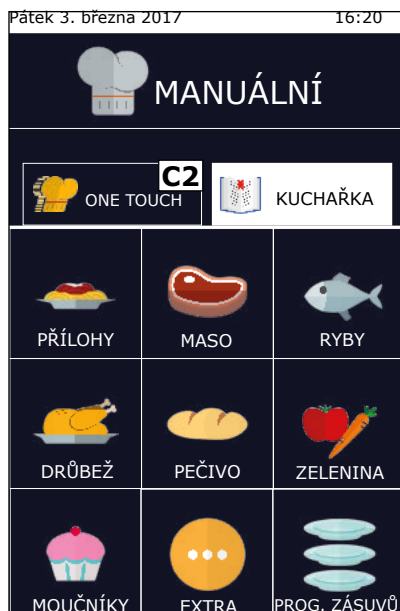 Pátek 3. března 2017 16:20
MANUÁLNÍ
C2
ONE TOUCH KUCHAŘKA
PŘÍLOHY MASO RYBY
DRŮBEŽ PEČIVO ZELENINA
MOUČNÍKY EXTRA PROG. ZÁSUVŮ